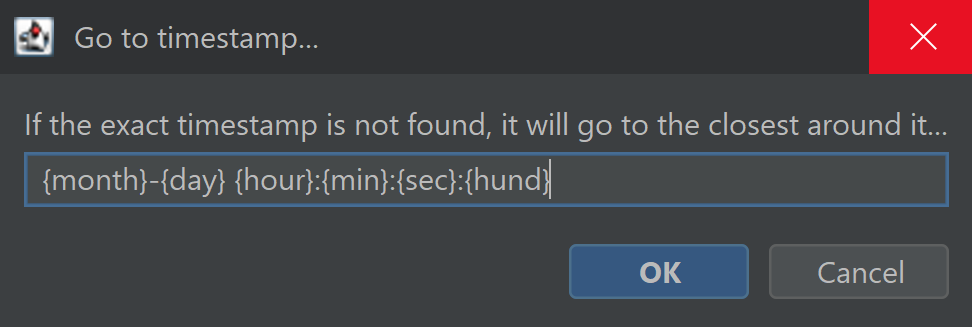 Go to timestamp...
If the exact timestamp is not found, it will go to the closest around it...
{month}-{day} {hour}:{min}:{sec}:{hund}
OK
Cancel